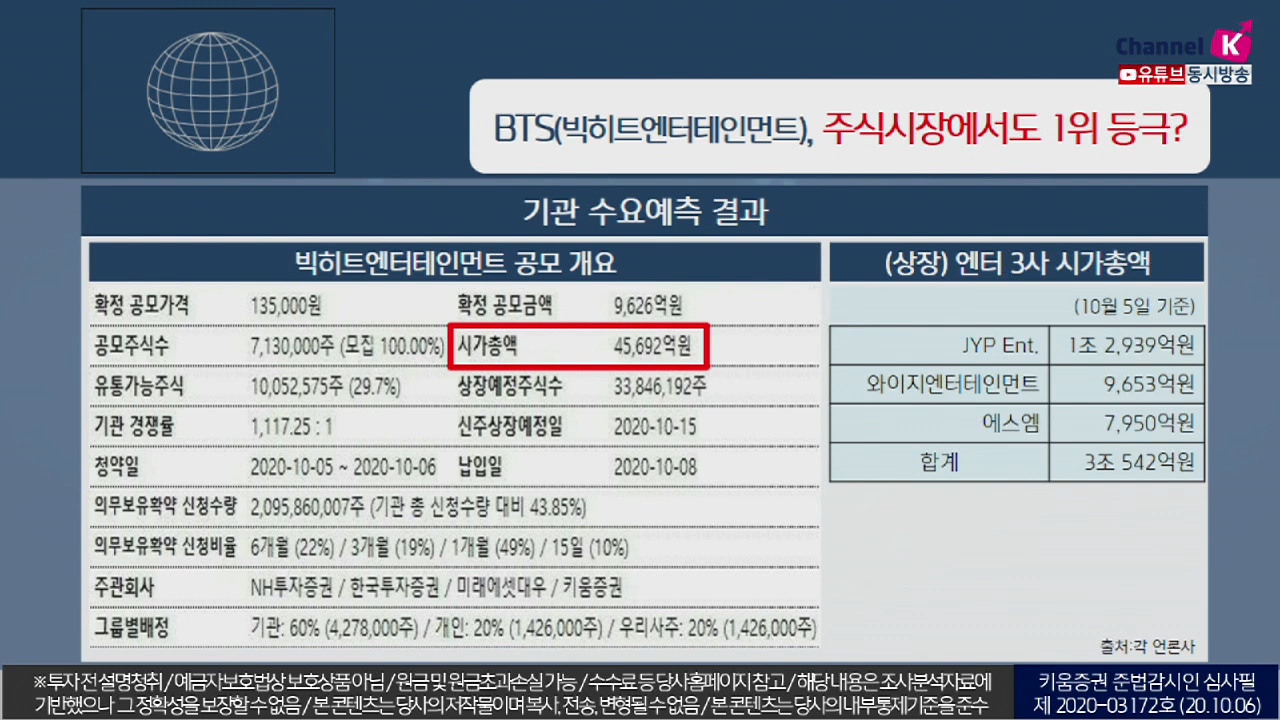 Channel K
유튜브 동시방송
BTS(빅히트엔터테인먼트), 주식시장에서도 1위 등극?
기관 수요예측 결과
빅히트엔터테인먼트 공모 개요
확정 공모가격 135,000원 확정 공모금액 9,626억원
공모주식수 7,130,000주 (모집 100.00%) 시가총액 45,692억원
유통가능주식 10,052,575주 (29.7%) 상장예정주식수 33,846,192주
기관 경쟁률 1,117.25 : 1 신주상장예정일 2020-10-15
청약일 2020-10-05 ~ 2020-10-06 납입일 2020-10-08
의무보유확약 신청수량 2,095,860,007주 (기관 총 신청수량 대비 43.85%)
의무보유확약 신청비율 6개월 (22%) / 3개월 (19%) / 1개월 (49%) / 15일 (10%)
주관회사 NH투자증권 / 한국투자증권 / 미래에셋대우 / 키움증권
그룹별배정 기관: 60% (4,278,000주) / 개인: 20% (1,426,000주) / 우리사주: 20% (1,426,000주)
(상장) 엔터 3사 시가총액
(10월 5일 기준)
JYP Ent. 1조 2,939억원
와이지엔터테인먼트 9,653억원
에스엠 7,950억원
합계 3조 542억원
출처:각 언론사
※ 투자 전 설명청취 / 예금자보호법상 보호상품 아님 / 원금 및 원금초과손실 가능 / 수수료 등 당사홈페이지 참고 / 해당 내용은 조사분석자료에
기반했으나 그 정확성을 보장할 수 없음 / 본 콘텐츠는 당사의 저작물이며 복사, 전송, 변형될 수 없음 / 본 콘텐츠는 당사의 내부통제기준을 준수
키움증권 준법감시인 심사필
제 2020-03172호 (20.10.06)